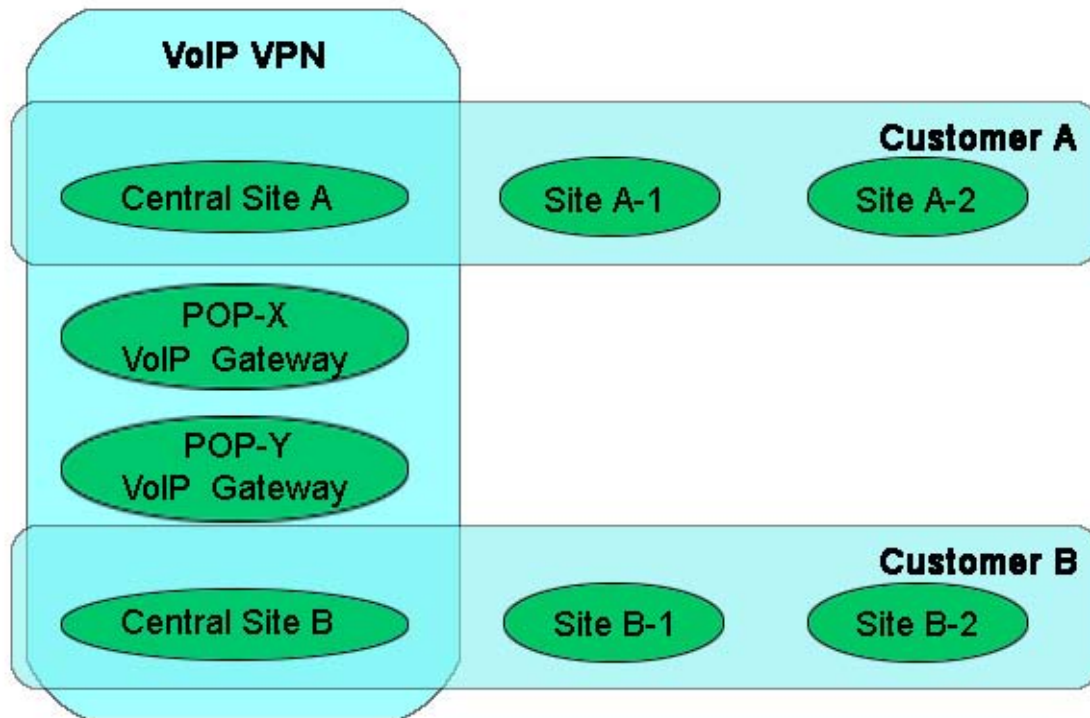 VoIP VPN
Customer A
Central Site A
Site A-1
Site A-2
POP-X
VoIP Gateway
POP-Y
VoIP Gateway
Customer B
Central Site B
Site B-1
Site B-2